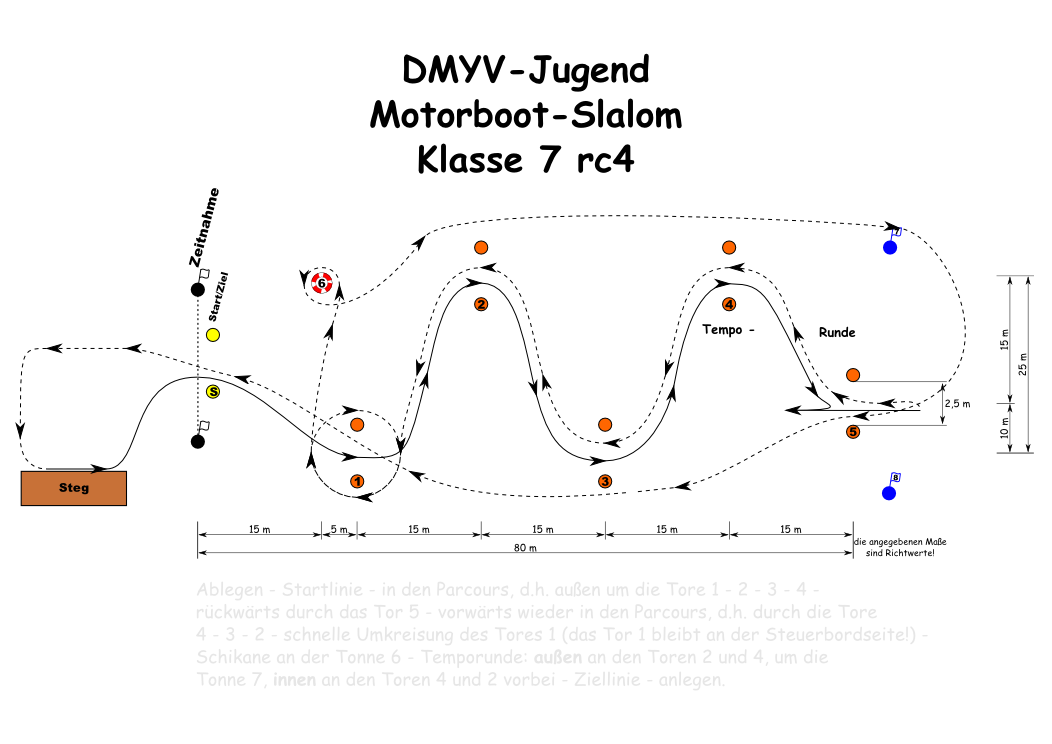 DMYV-Jugend
Motorboot-Slalom
Klasse 7 rc4
Zeitnahme
Start/Ziel
7
6
2
4
Tempo -
Runde
15 m
25 m
S
2,5 m
10 m
5
1
3
8
Steg
15 m
5 m
15 m
15 m
15 m
15 m
80 m
die angegebenen Maße
sind Richtwerte!
Ablegen - Startlinie - in den Parcours, d.h. außen um die Tore 1 - 2 - 3 - 4 -
rückwärts durch das Tor 5 - vorwärts wieder in den Parcours, d.h. durch die Tore
4 - 3 - 2 - schnelle Umkreisung des Tores 1 (das Tor 1 bleibt an der Steuerbordseite!) -
Schikane an der Tonne 6 - Temporunde: außen an den Toren 2 und 4, um die
Tonne 7, innen an den Toren 4 und 2 vorbei - Ziellinie - anlegen.